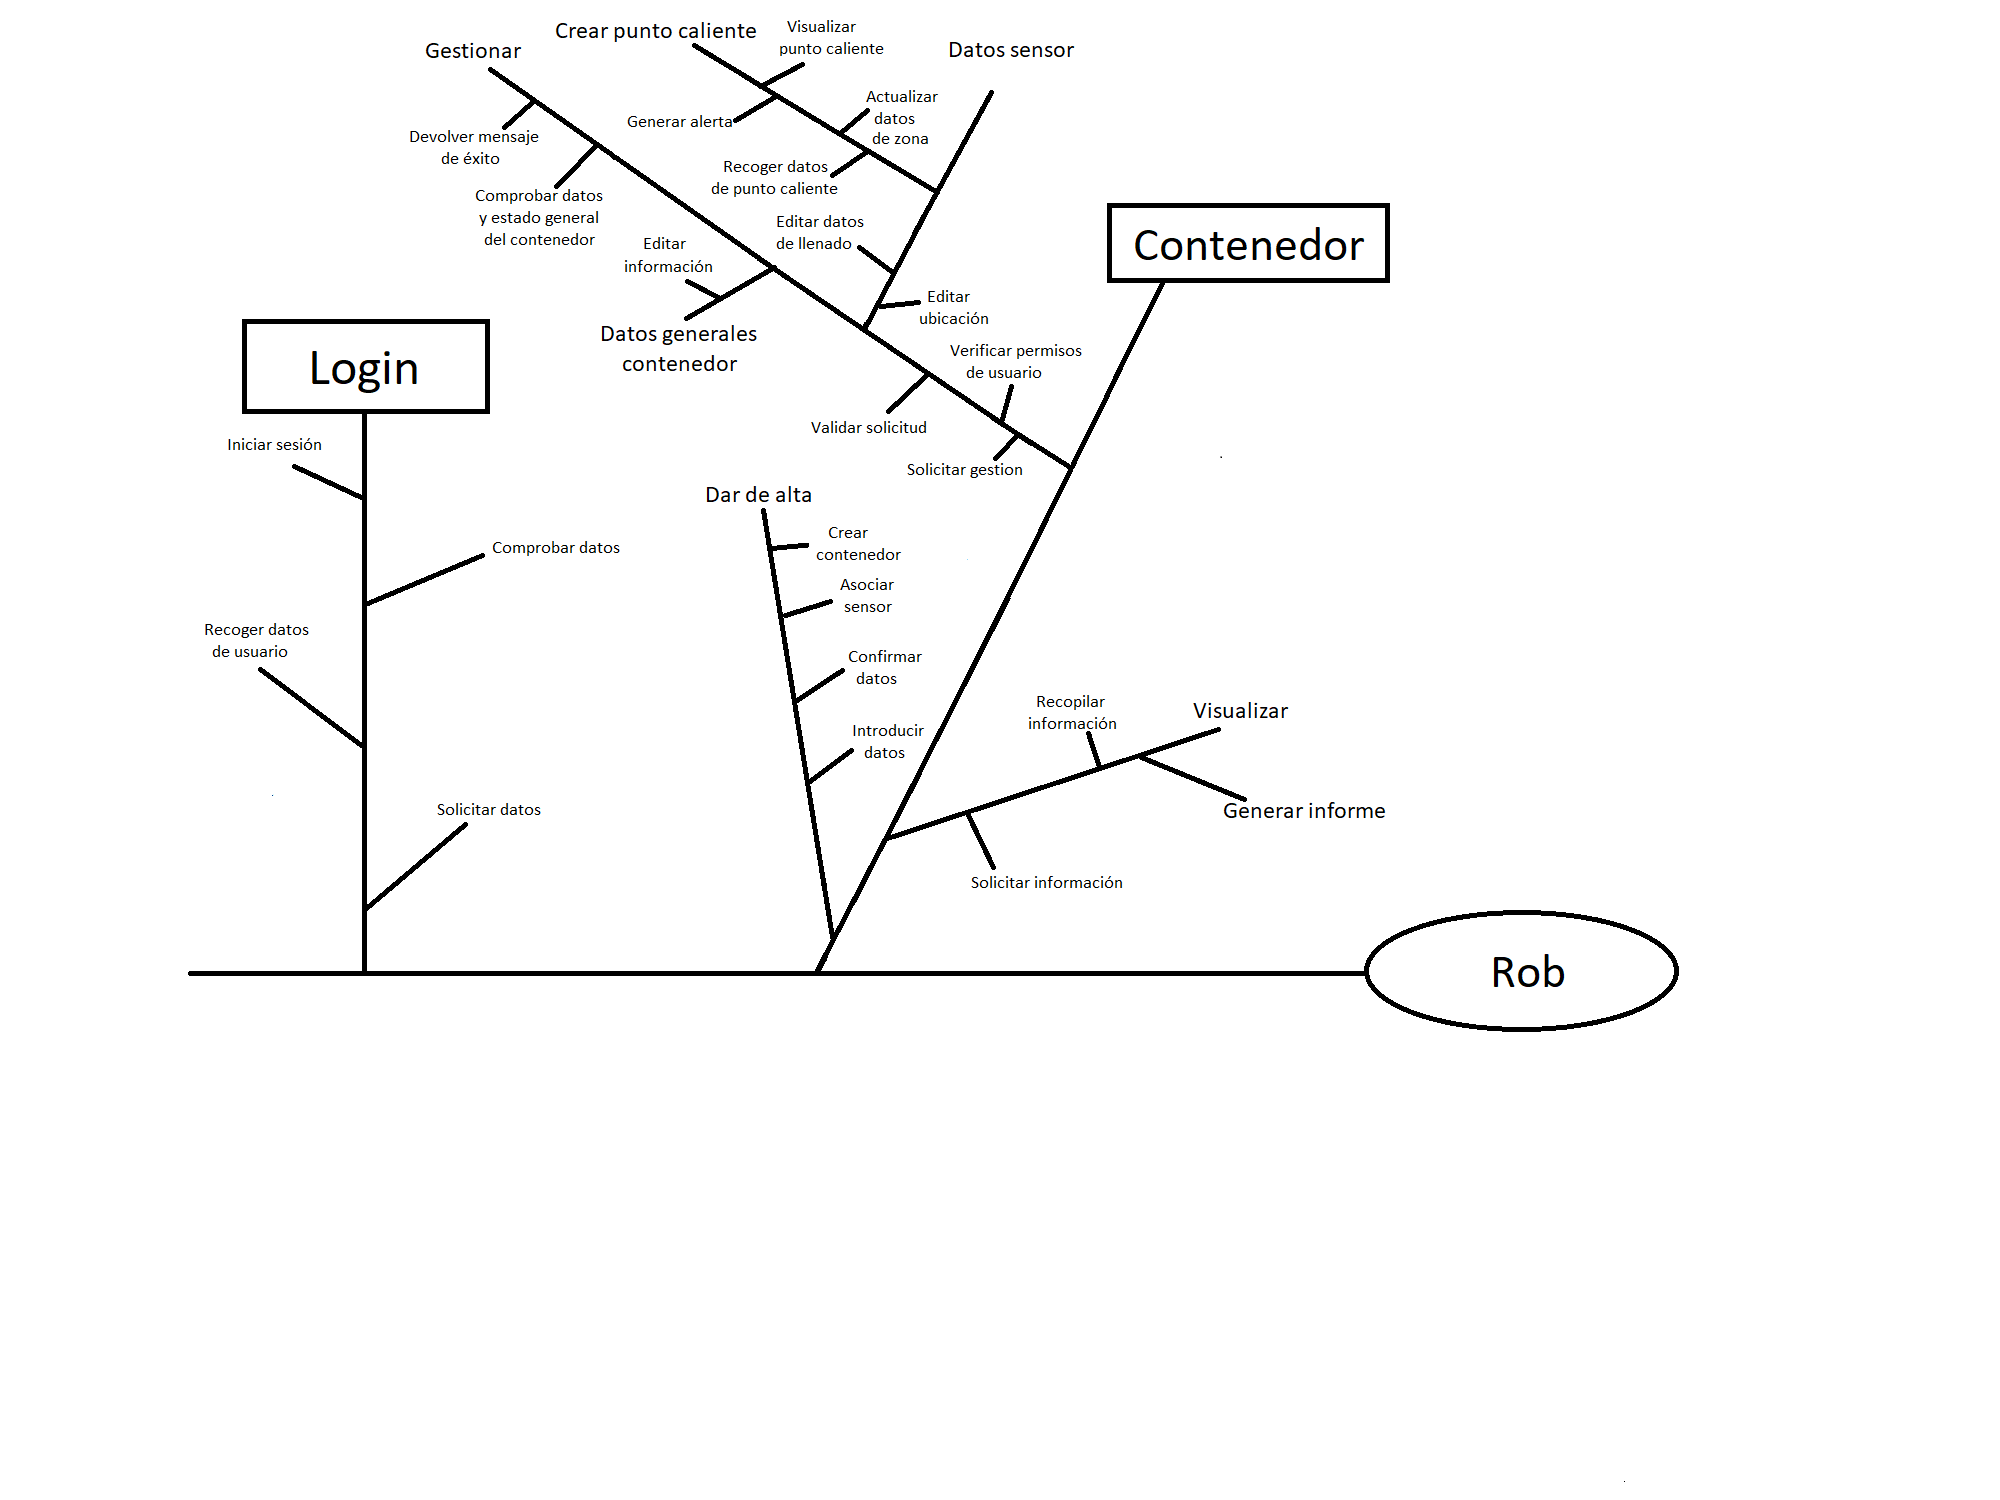 Crear punto caliente
Visualizar
punto caliente
Gestionar
Datos sensor
Actualizar
datos
de zona
Generar alerta
Devolver mensaje
de éxito
Recoger datos
de punto caliente
Comprobar datos
y estado general
del contenedor
Editar datos
de llenado
Editar
información
Contenedor
Editar
ubicación
Datos generales
contenedor
Login
Verificar permisos
de usuario
Validar solicitud
Iniciar sesión
Solicitar gestion
Dar de alta
Crear
contenedor
Comprobar datos
Asociar
sensor
Recoger datos
de usuario
Confirmar
datos
Recopilar
información
Visualizar
Introducir
datos
Solicitar datos
Generar informe
Solicitar información
Rob